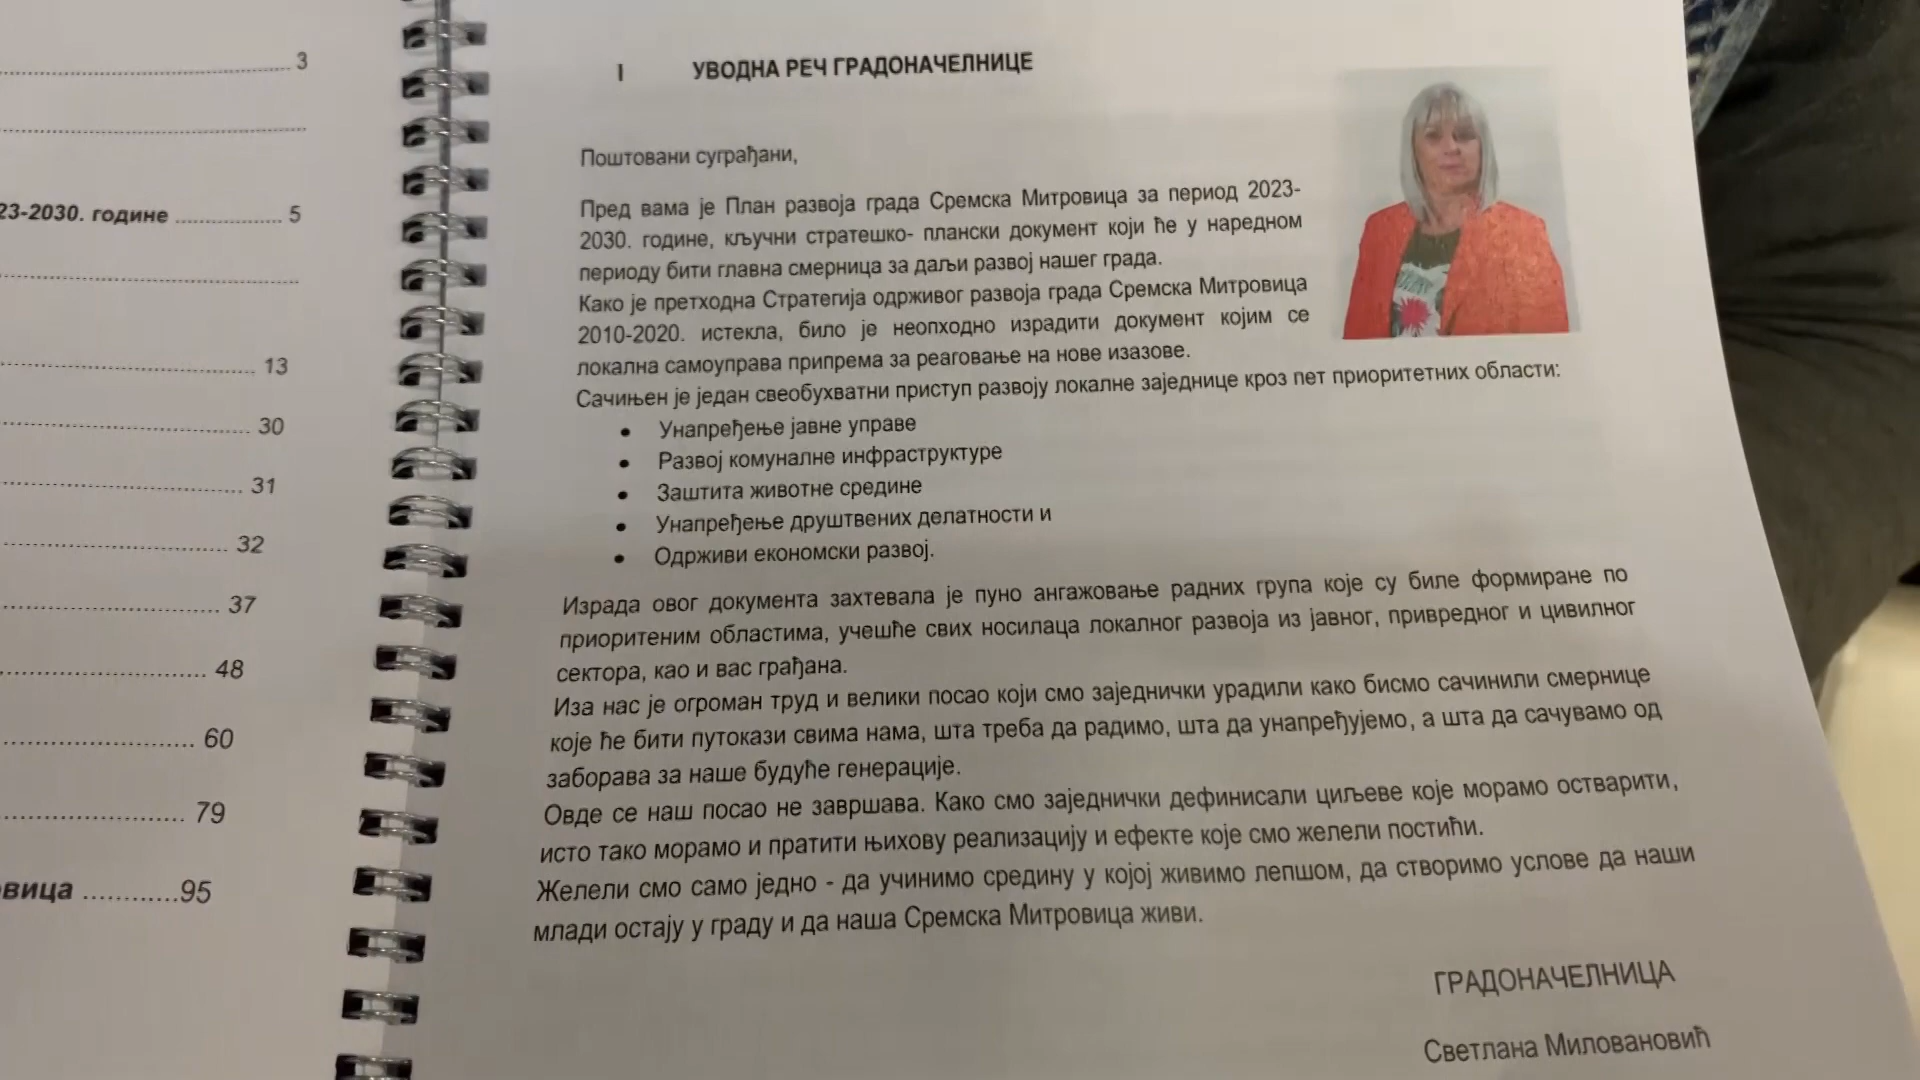 3
23-2030. године 5
13
30
31
32
37
48
60
79
95
I УВОДНА РЕЧ ГРАДОНАЧЕЛНИЦЕ
Поштовани суграђани,
Пред вама је План развоја града Сремска Митровица за период 2023-
2030. године, кључни стратешко- плански документ који ће у наредном
периоду бити главна смерница за даљи развој нашег града.
Како је претходна Стратегија одрживог развоја града Сремска Митровица
2010-2020. истекла, било је неопходно израдити документ којим се
локална самоуправа припрема за реаговање на нове изазове.
Сачињен је један свеобухватни приступ развоју локалне заједнице кроз пет приоритетних области:
• Унапређење јавне управе
• Развој комуналне инфраструктуре
• Заштита животне средине
• Унапређење друштвених делатности и
• Одрживи економски развој.
Израда овог документа захтевала је пуно ангажовање радних група које су биле формиране по
приоритеним областима, учешће свих носилаца локалног развоја из јавног, привредног и цивилног
сектора, као и вас грађана.
Иза нас је огроман труд и велики посао који смо заједнички урадили како бисмо сачинили смернице
које ће бити путокази свима нама, шта треба да радимо, шта да унапређујемо, а шта да сачувамо од
заборава за наше будуће генерације.
Овде се наш посао не завршава. Како смо заједнички дефинисали циљеве које морамо остварити,
исто тако морамо и пратити њихову реализацију и ефекте које смо желели постићи.
Желели смо само једно - да учинимо средину у којој живимо лепшом, да створимо услове да наши
млади остају у граду и да наша Сремска Митровица живи.
ГРАДОНАЧЕЛНИЦА
Светлана Миловановић